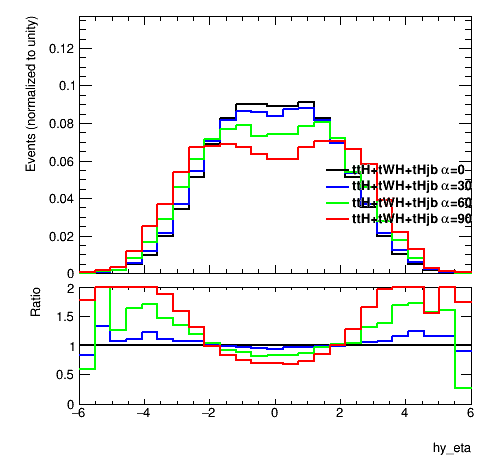 Events (normalized to unity)
0.12
0.1
0.08
0.06
0.04
0.02
0
ttH+tWH+tHjb α=0
ttH+tWH+tHjb α=30
ttH+tWH+tHjb α=60
ttH+tWH+tHjb α=90
Ratio
2
1.5
1
0.5
0
−6 −4 −2 0 2 4 6
hy_eta